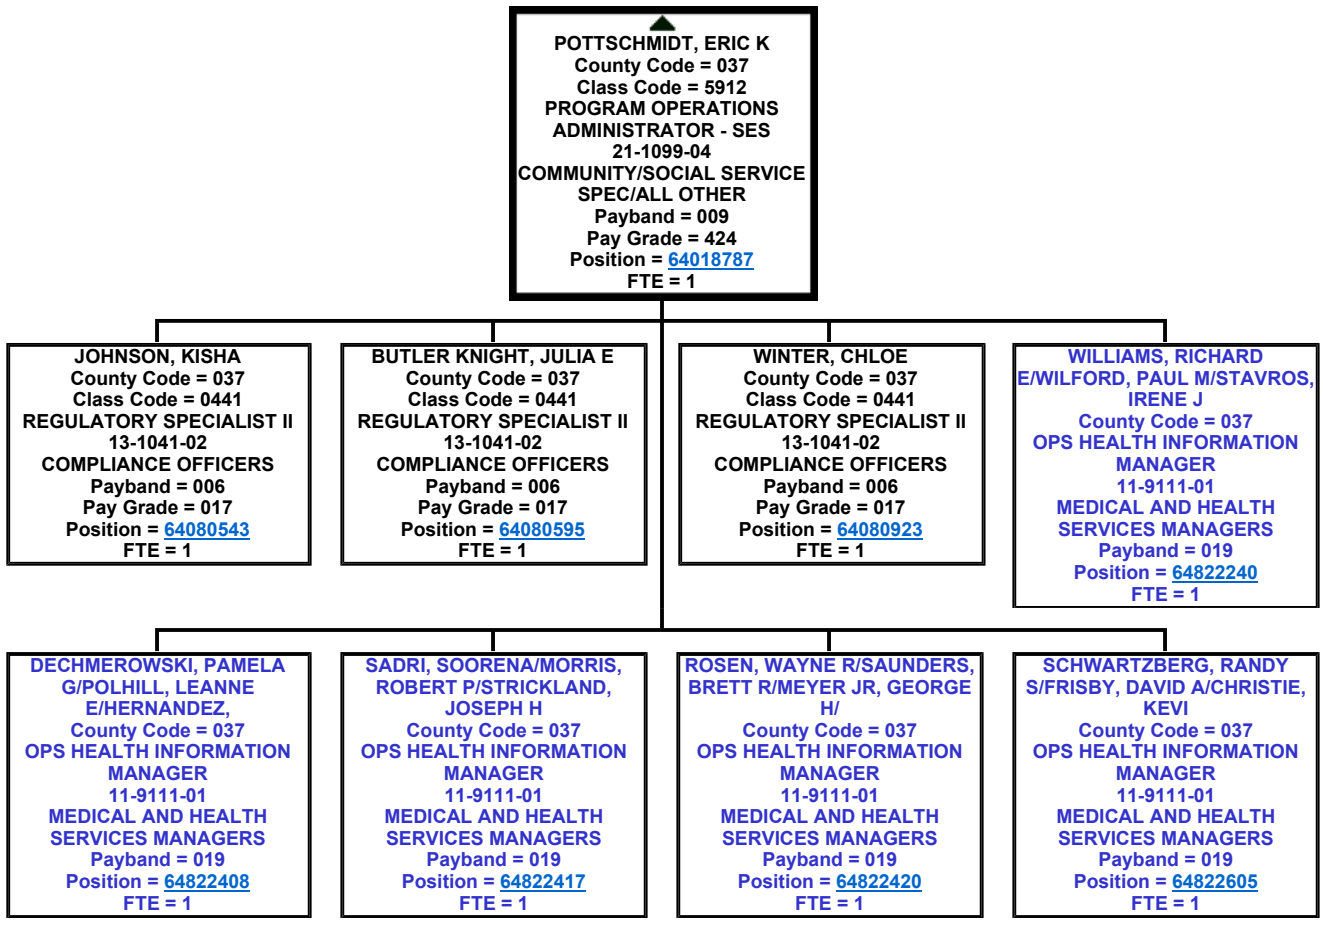 POTTSCHMIDT, ERIC K
County Code = 037
Class Code = 5912
PROGRAM OPERATIONS
ADMINISTRATOR - SES
21-1099-04
COMMUNITY/SOCIAL SERVICE
SPEC/ALL OTHER
Payband = 009
Pay Grade = 424
Position = 64018787
FTE = 1
JOHNSON, KISHA
County Code = 037
Class Code = 0441
REGULATORY SPECIALIST II
13-1041-02
COMPLIANCE OFFICERS
Payband = 006
Pay Grade = 017
Position = 64080543
FTE = 1
BUTLER KNIGHT, JULIA E
County Code = 037
Class Code = 0441
REGULATORY SPECIALIST II
13-1041-02
COMPLIANCE OFFICERS
Payband = 006
Pay Grade = 017
Position = 64080595
FTE = 1
WINTER, CHLOE
County Code = 037
Class Code = 0441
REGULATORY SPECIALIST II
13-1041-02
COMPLIANCE OFFICERS
Payband = 006
Pay Grade = 017
Position = 64080923
FTE = 1
WILLIAMS, RICHARD
E/WILFORD, PAUL M/STAVROS,
IRENE J
County Code = 037
OPS HEALTH INFORMATION
MANAGER
11-9111-01
MEDICAL AND HEALTH
SERVICES MANAGERS
Payband = 019
Position = 64822240
FTE = 1
DECHMEROWSKI, PAMELA
G/POLHILL, LEANNE
E/HERNANDEZ,
County Code = 037
OPS HEALTH INFORMATION
MANAGER
11-9111-01
MEDICAL AND HEALTH
SERVICES MANAGERS
Payband = 019
Position = 64822408
FTE = 1
SADRI, SOORENA/MORRIS,
ROBERT P/STRICKLAND,
JOSEPH H
County Code = 037
OPS HEALTH INFORMATION
MANAGER
11-9111-01
MEDICAL AND HEALTH
SERVICES MANAGERS
Payband = 019
Position = 64822417
FTE = 1
ROSEN, WAYNE R/SAUNDERS,
BRETT R/MEYER JR, GEORGE
H/
County Code = 037
OPS HEALTH INFORMATION
MANAGER
11-9111-01
MEDICAL AND HEALTH
SERVICES MANAGERS
Payband = 019
Position = 64822420
FTE = 1
SCHWARTZBERG, RANDY
S/FRISBY, DAVID A/CHRISTIE,
KEVI
County Code = 037
OPS HEALTH INFORMATION
MANAGER
11-9111-01
MEDICAL AND HEALTH
SERVICES MANAGERS
Payband = 019
Position = 64822605
FTE = 1